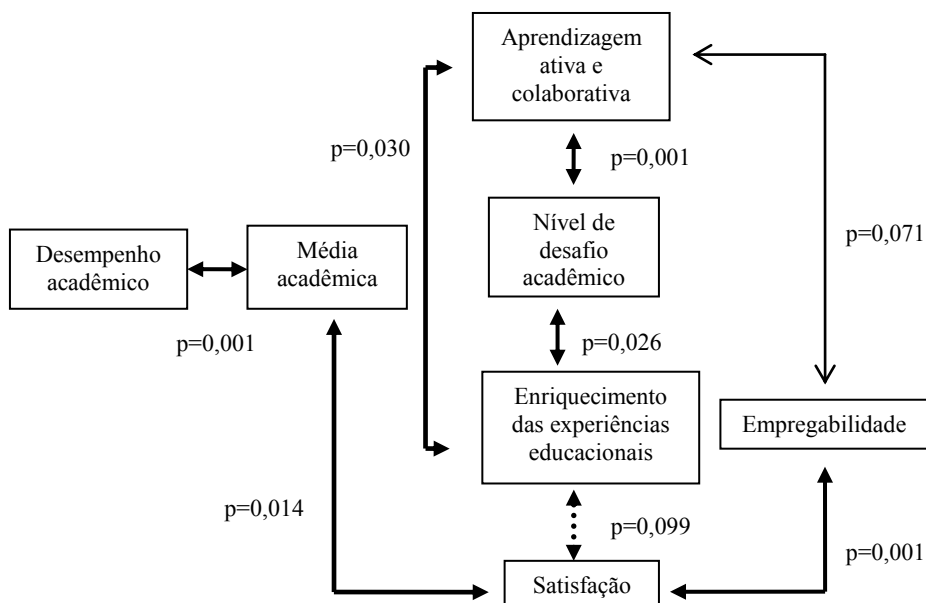 Aprendizagem
ativa e
colaborativa
p=0,030
p=0,001
Nível de
desafio
acadêmico
p=0,071
Desempenho
acadêmico
Média
acadêmica
p=0,001
p=0,026
Enriquecimento
das experiências
educacionais
Empregabilidade
p=0,014
p=0,099
p=0,001
Satisfação